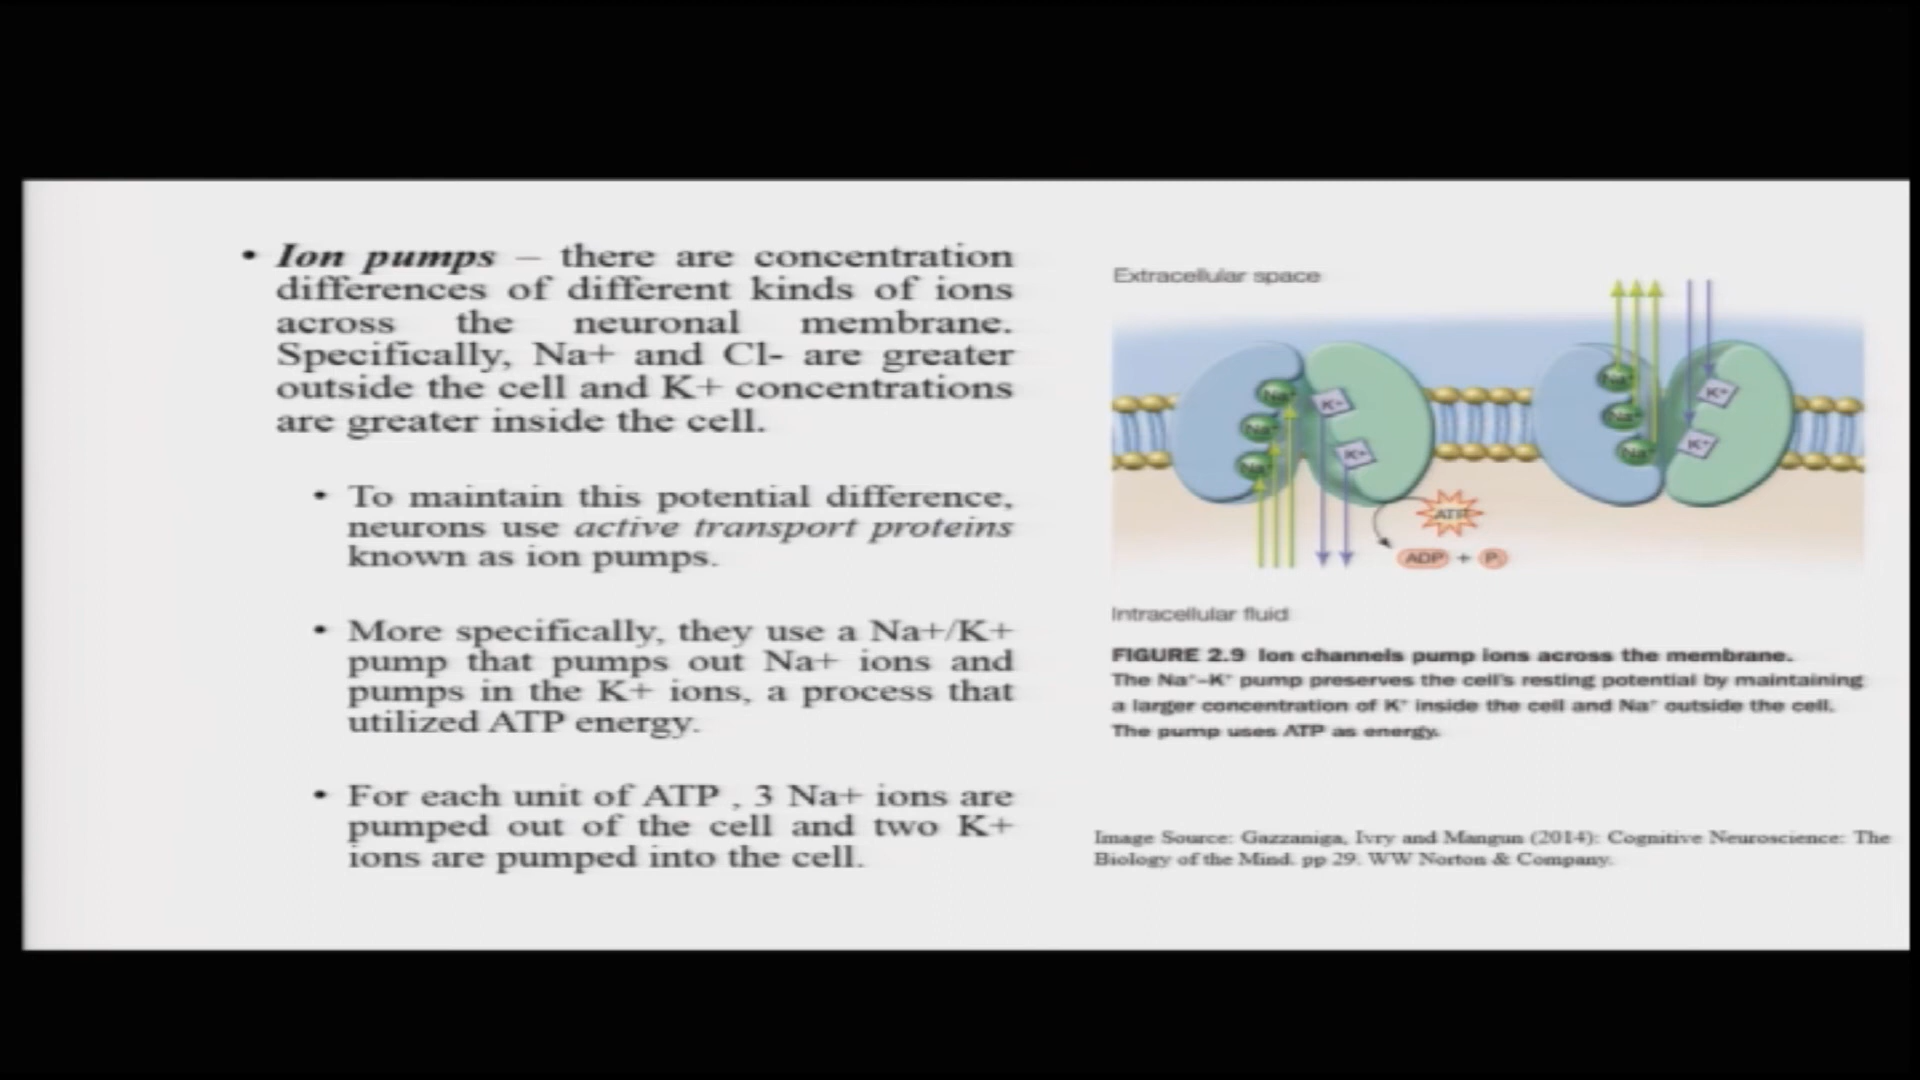 • Ion pumps – there are concentration
differences of different kinds of ions
across the neuronal membrane.
Specifically, Na+ and Cl- are greater
outside the cell and K+ concentrations
are greater inside the cell.
• To maintain this potential difference,
neurons use active transport proteins
known as ion pumps.
• More specifically, they use a Na+/K+
pump that pumps out Na+ ions and
pumps in the K+ ions, a process that
utilized ATP energy.
• For each unit of ATP , 3 Na+ ions are
pumped out of the cell and two K+
ions are pumped into the cell.
Extracellular space
Na⁺
Na⁺
Na⁺
K⁺
K⁺
Na⁺
Na⁺
Na⁺
K⁺
K⁺
ATP
ADP + Pi
Intracellular fluid
FIGURE 2.9 Ion channels pump ions across the membrane.
The Na⁺–K⁺ pump preserves the cell's resting potential by maintaining
a larger concentration of K⁺ inside the cell and Na⁺ outside the cell.
The pump uses ATP as energy.
Image Source: Gazzaniga, Ivry and Mangun (2014): Cognitive Neuroscience: The
Biology of the Mind. pp 29. WW Norton & Company.